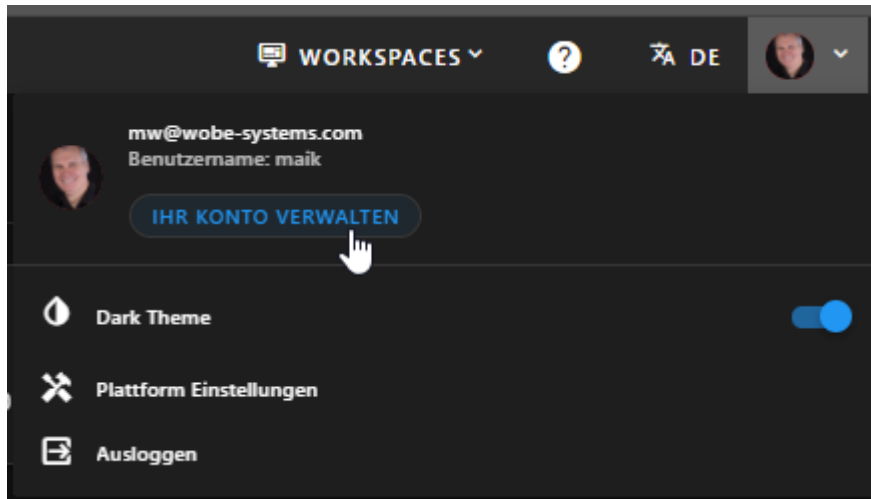 WORKSPACES
DE
mw@wobe-systems.com
Benutzername: maik
IHR KONTO VERWALTEN
Dark Theme
Plattform Einstellungen
Ausloggen